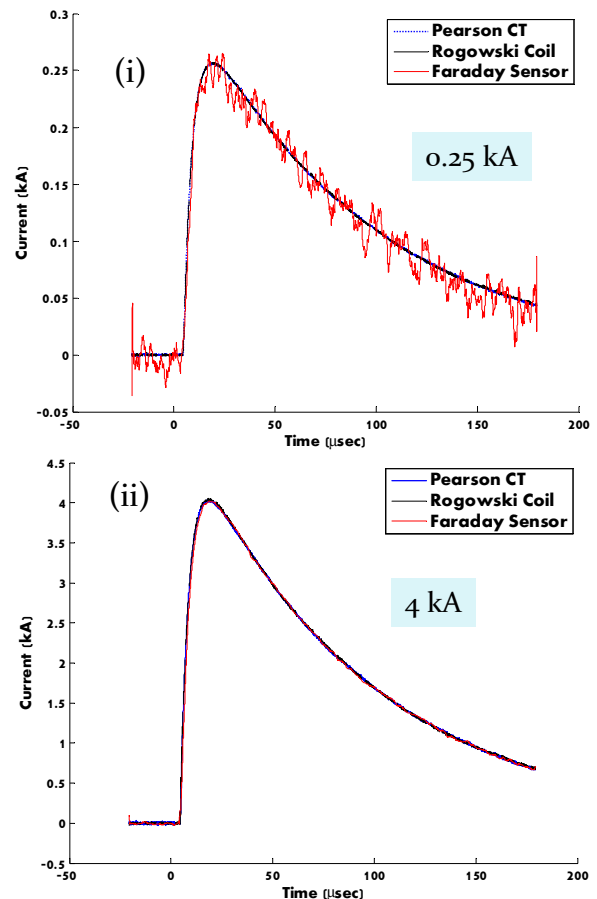 0.3
0.25
0.2
0.15
0.1
0.05
0
-0.05
-50
0
50
100
150
200
Current (kA)
Time (μsec)
(i)
Pearson CT
Rogowski Coil
Faraday Sensor
0.25 kA
4.5
4
3.5
3
2.5
2
1.5
1
0.5
0
-0.5
-50
0
50
100
150
200
Current (kA)
Time (μsec)
(ii)
Pearson CT
Rogowski Coil
Faraday Sensor
4 kA